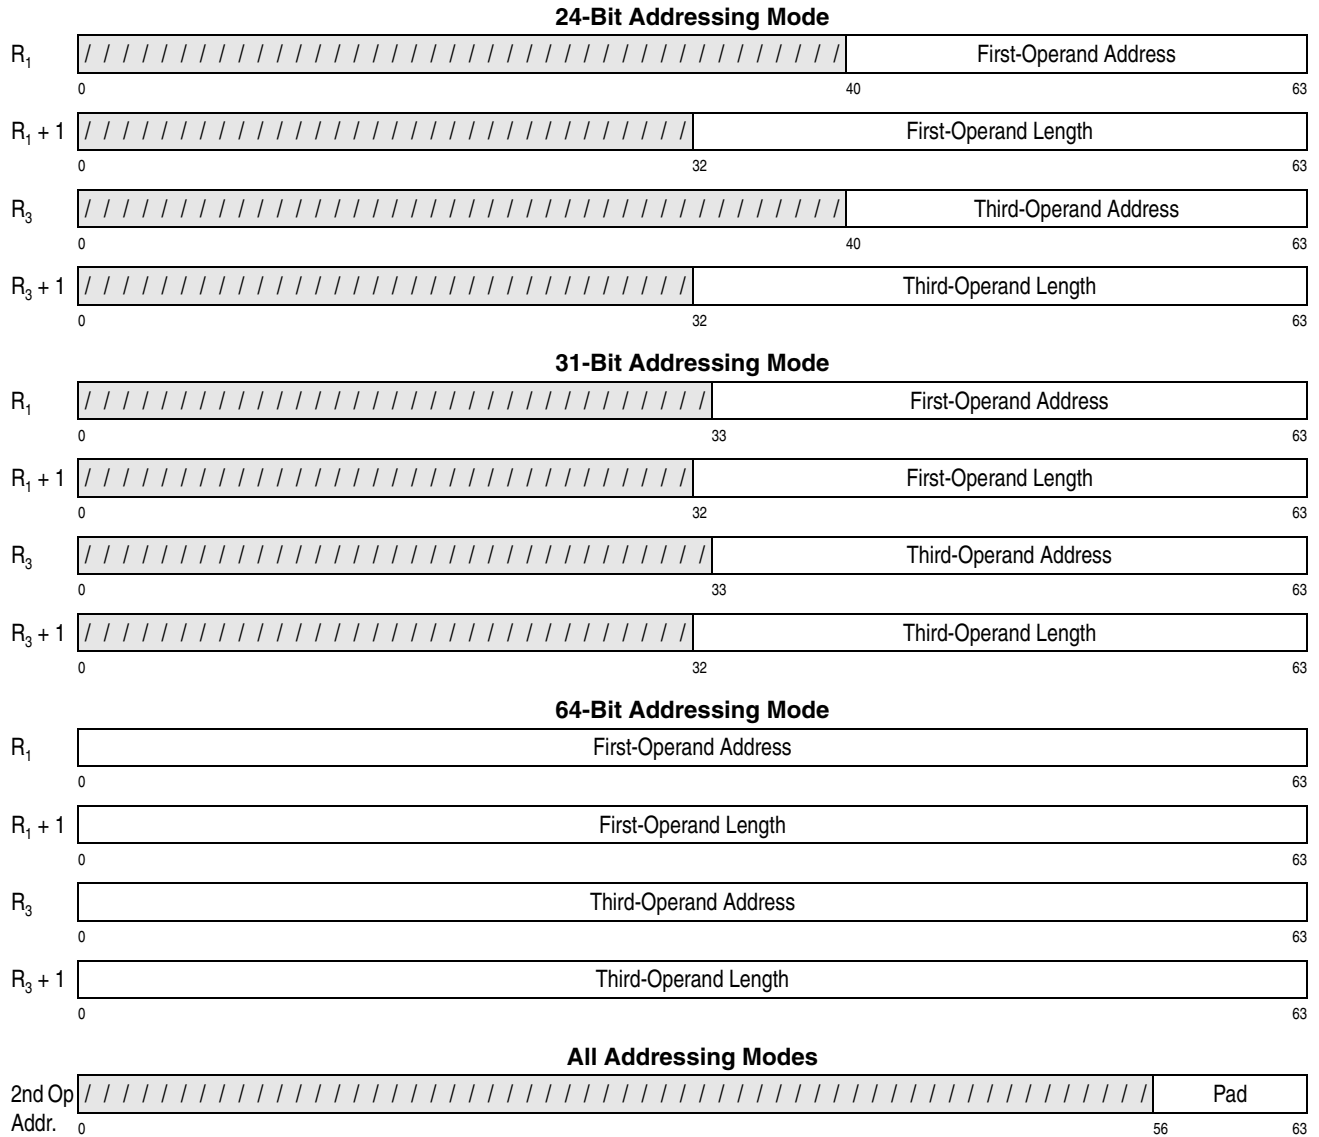 24-Bit Addressing Mode
R₁ / / / / / / / / / / / / / / / / / / / / / / / / / / / / / / / / / / / / / / / / First-Operand Address
0 40 63
R₁ + 1 / / / / / / / / / / / / / / / / / / / / / / / / / / / / / / / / First-Operand Length
0 32 63
R₃ / / / / / / / / / / / / / / / / / / / / / / / / / / / / / / / / / / / / / / / / Third-Operand Address
0 40 63
R₃ + 1 / / / / / / / / / / / / / / / / / / / / / / / / / / / / / / / / Third-Operand Length
0 32 63
31-Bit Addressing Mode
R₁ / / / / / / / / / / / / / / / / / / / / / / / / / / / / / / / / / First-Operand Address
0 33 63
R₁ + 1 / / / / / / / / / / / / / / / / / / / / / / / / / / / / / / / / First-Operand Length
0 32 63
R₃ / / / / / / / / / / / / / / / / / / / / / / / / / / / / / / / / / Third-Operand Address
0 33 63
R₃ + 1 / / / / / / / / / / / / / / / / / / / / / / / / / / / / / / / / Third-Operand Length
0 32 63
64-Bit Addressing Mode
R₁ First-Operand Address
0 63
R₁ + 1 First-Operand Length
0 63
R₃ Third-Operand Address
0 63
R₃ + 1 Third-Operand Length
0 63
All Addressing Modes
2nd Op / / / / / / / / / / / / / / / / / / / / / / / / / / / / / / / / / / / / / / / / / / / / / / / / / / / / / / / / Pad
Addr. 0 56 63